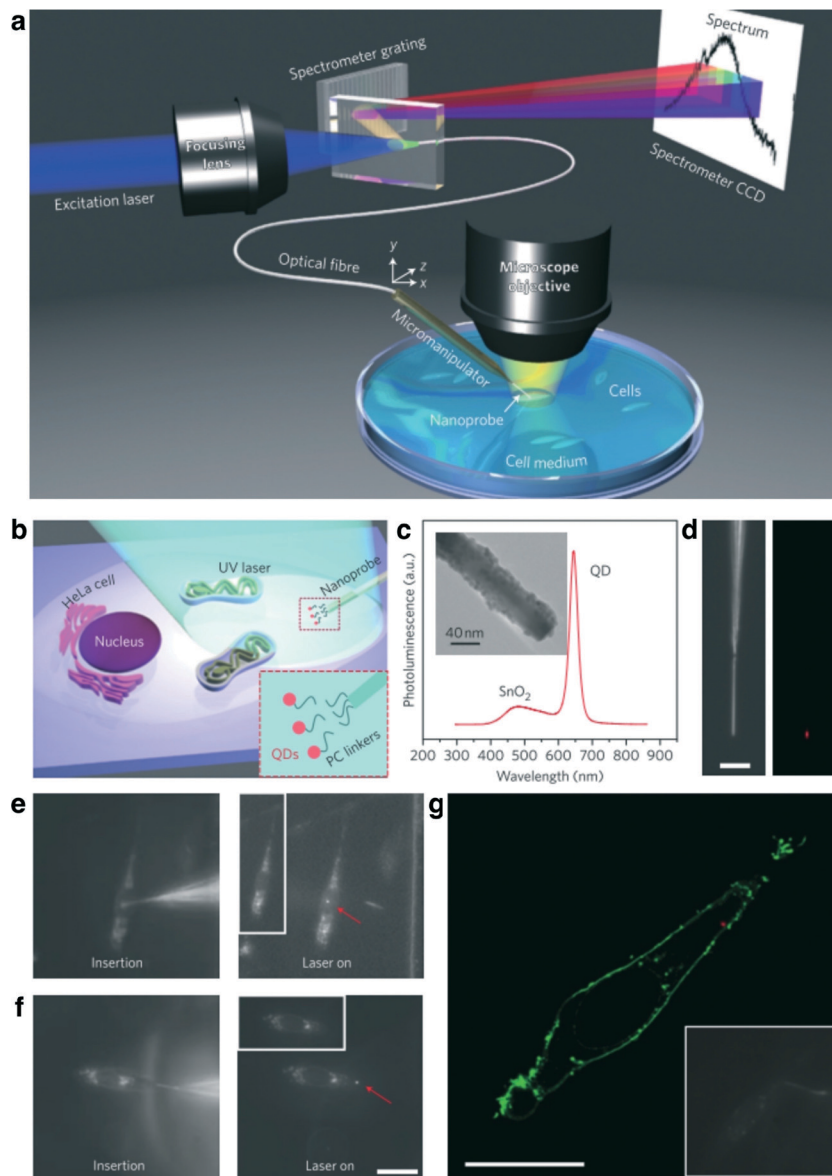 a
Spectrum
Spectrometer grating
Focusing
lens
Excitation laser
Spectrometer CCD
y
z
x
Optical fibre
Microscope
objective
Micromanipulator
Cells
Nanoprobe
Cell medium
b
UV laser
Nanoprobe
HeLa cell
Nucleus
QDs
PC linkers
c
Photoluminescence (a.u.)
40 nm
QD
SnO2
200 300 400 500 600 700 800 900
Wavelength (nm)
d
e
Insertion
Laser on
f
Insertion
Laser on
g